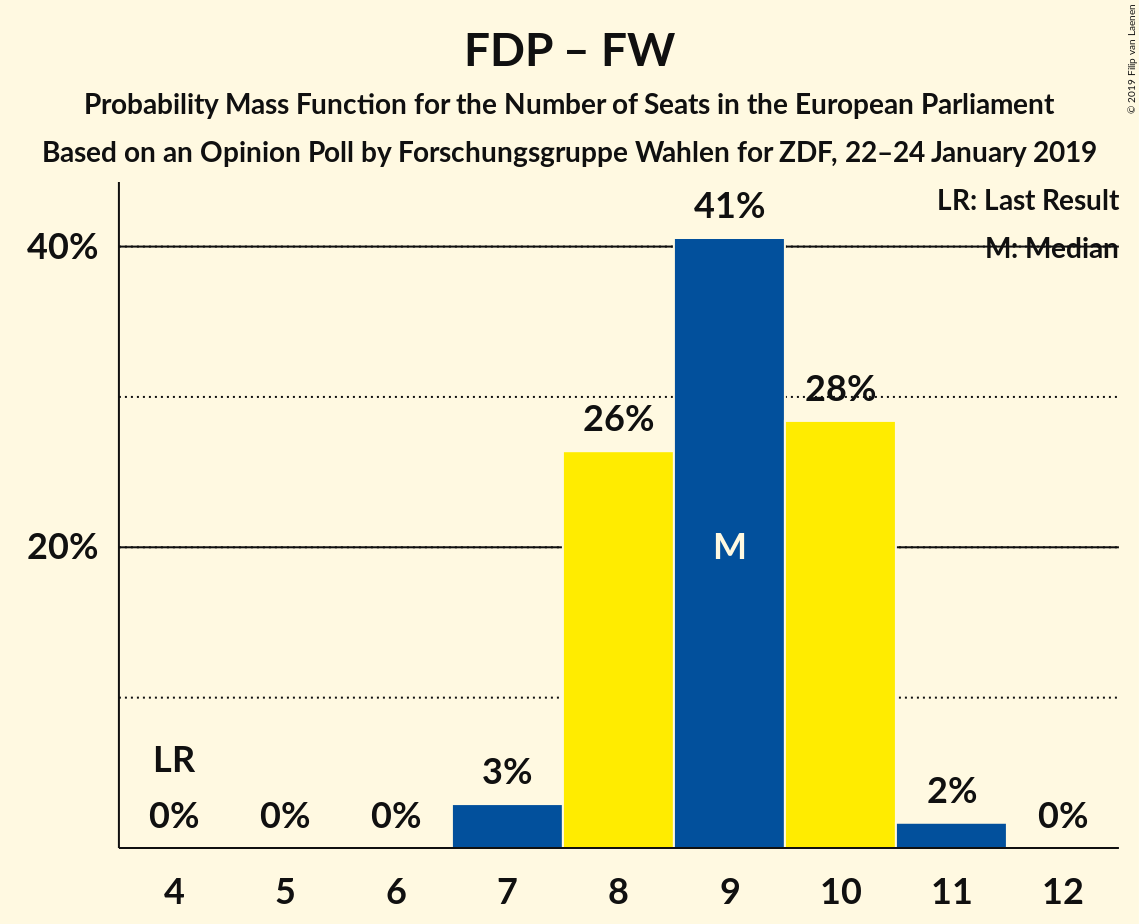 FDP – FW
Probability Mass Function for the Number of Seats in the European Parliament
Based on an Opinion Poll by Forschungsgruppe Wahlen for ZDF, 22–24 January 2019
© 2019 Filip van Laenen
LR: Last Result
M: Median
40%
20%
41%
28%
26%
M
LR
3%
2%
0%
0%
0%
0%
4
5
6
7
8
9
10
11
12